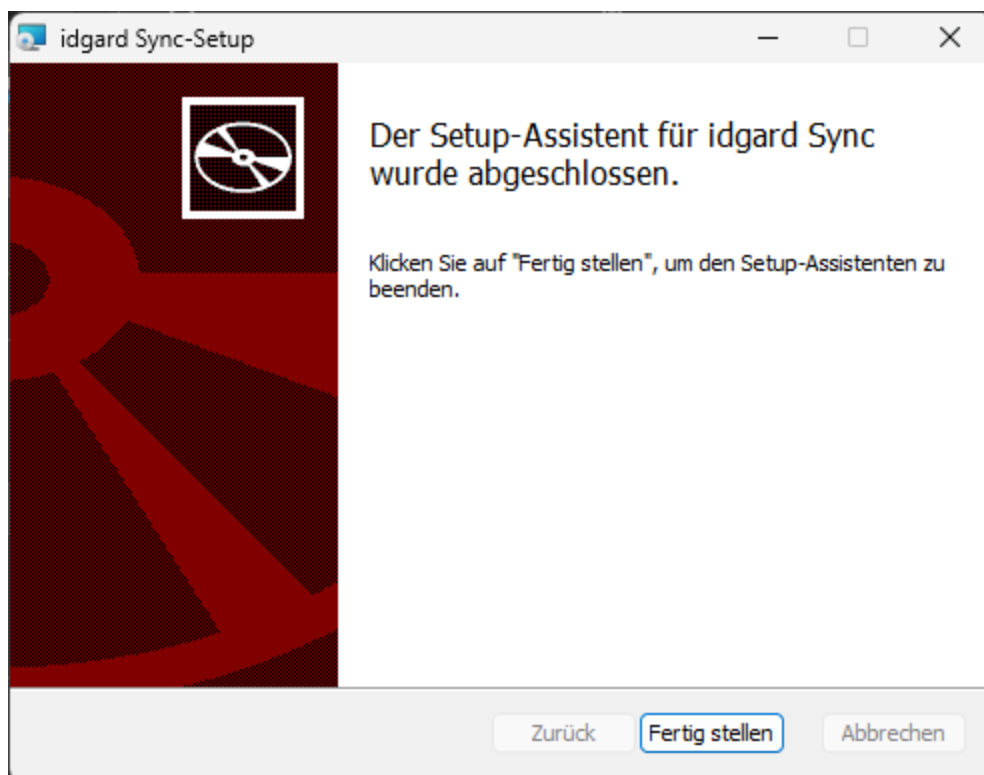 idgard Sync-Setup
Der Setup-Assistent für idgard Sync
wurde abgeschlossen.
Klicken Sie auf "Fertig stellen", um den Setup-Assistenten zu
beenden.
Zurück Fertig stellen Abbrechen